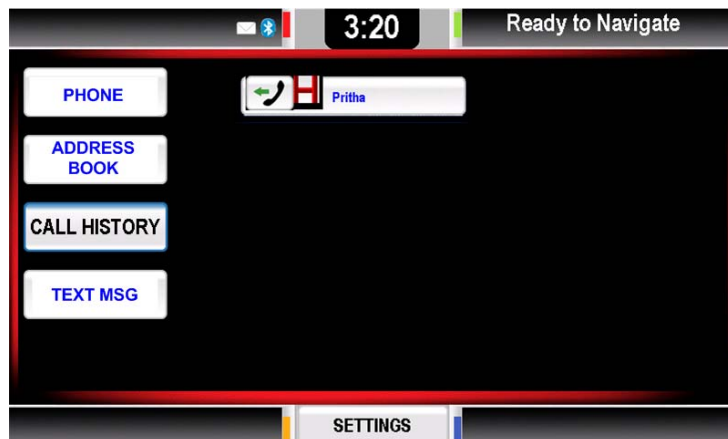 3:20
Ready to Navigate
PHONE
H
Pritha
ADDRESS
BOOK
CALL HISTORY
TEXT MSG
SETTINGS